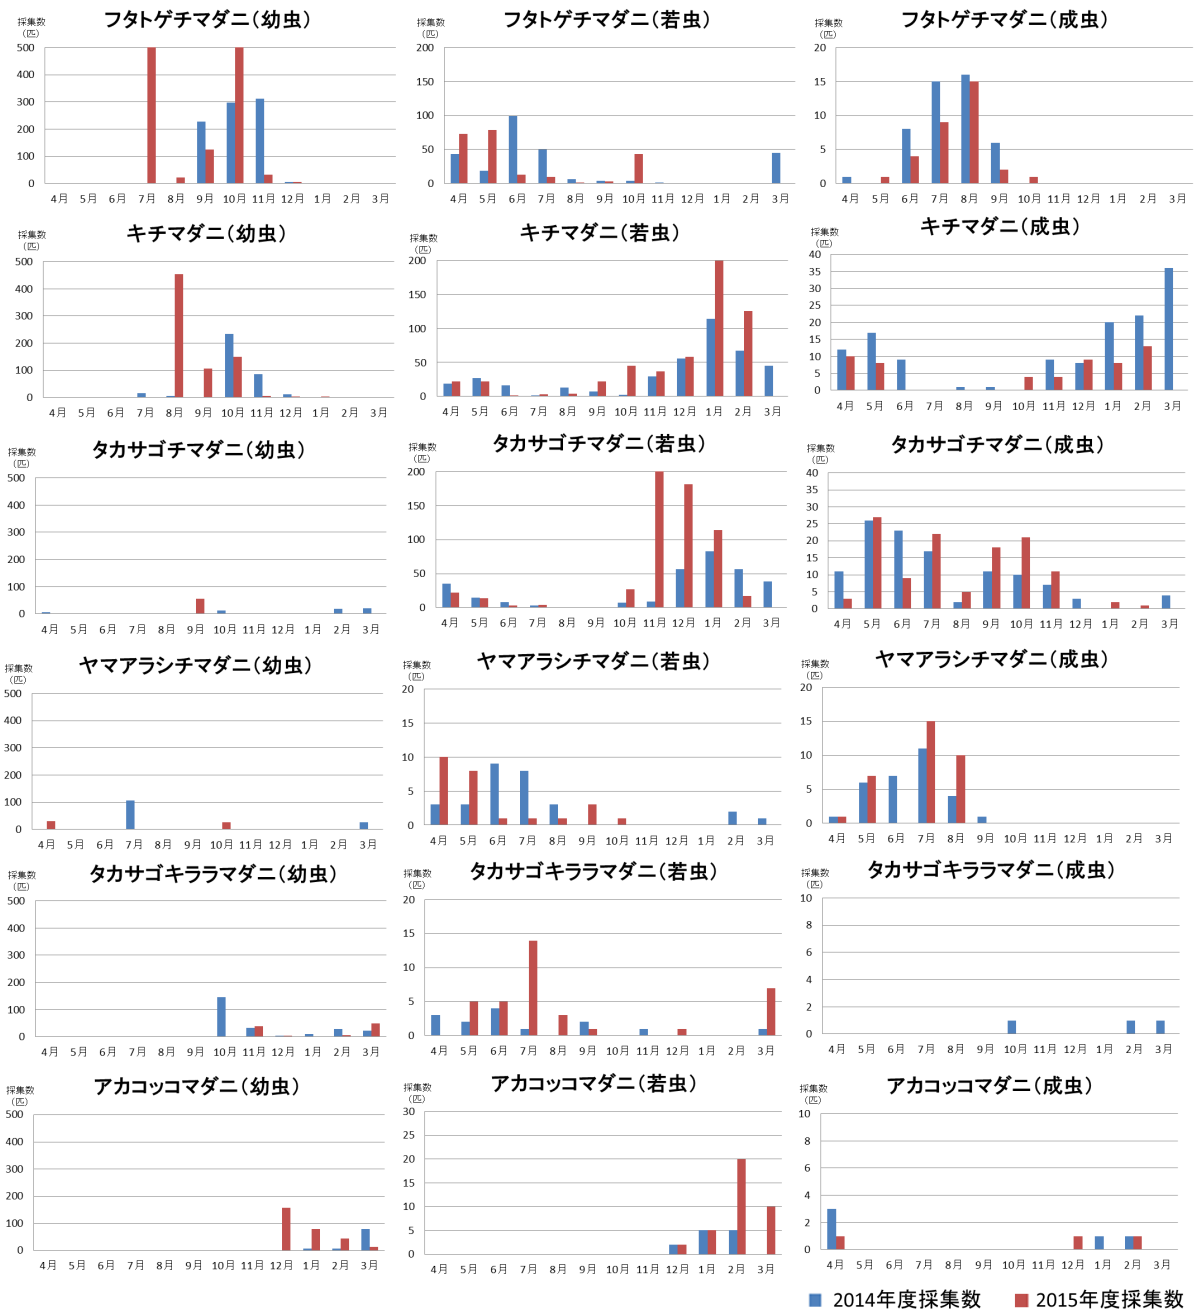 フタトゲチマダニ(幼虫)
採集数
(匹)
500
400
300
200
100
0
4月 5月 6月 7月 8月 9月 10月 11月 12月 1月 2月 3月
フタトゲチマダニ(若虫)
採集数
(匹)
200
150
100
50
0
4月 5月 6月 7月 8月 9月 10月 11月 12月 1月 2月 3月
フタトゲチマダニ(成虫)
採集数
(匹)
20
15
10
5
0
4月 5月 6月 7月 8月 9月 10月 11月 12月 1月 2月 3月
キチマダニ(幼虫)
採集数
(匹)
500
400
300
200
100
0
4月 5月 6月 7月 8月 9月 10月 11月 12月 1月 2月 3月
キチマダニ(若虫)
採集数
(匹)
200
150
100
50
0
4月 5月 6月 7月 8月 9月 10月 11月 12月 1月 2月 3月
キチマダニ(成虫)
採集数
(匹)
40
35
30
25
20
15
10
5
0
4月 5月 6月 7月 8月 9月 10月 11月 12月 1月 2月 3月
タカサゴチマダニ(幼虫)
採集数
(匹)
500
400
300
200
100
0
4月 5月 6月 7月 8月 9月 10月 11月 12月 1月 2月 3月
タカサゴチマダニ(若虫)
採集数
(匹)
200
150
100
50
0
4月 5月 6月 7月 8月 9月 10月 11月 12月 1月 2月 3月
タカサゴチマダニ(成虫)
採集数
(匹)
40
35
30
25
20
15
10
5
0
4月 5月 6月 7月 8月 9月 10月 11月 12月 1月 2月 3月
ヤマアラシチマダニ(幼虫)
採集数
(匹)
500
400
300
200
100
0
4月 5月 6月 7月 8月 9月 10月 11月 12月 1月 2月 3月
ヤマアラシチマダニ(若虫)
採集数
(匹)
20
15
10
5
0
4月 5月 6月 7月 8月 9月 10月 11月 12月 1月 2月 3月
ヤマアラシチマダニ(成虫)
採集数
(匹)
20
15
10
5
0
4月 5月 6月 7月 8月 9月 10月 11月 12月 1月 2月 3月
タカサゴキララマダニ(幼虫)
採集数
(匹)
500
400
300
200
100
0
4月 5月 6月 7月 8月 9月 10月 11月 12月 1月 2月 3月
タカサゴキララマダニ(若虫)
採集数
(匹)
20
15
10
5
0
4月 5月 6月 7月 8月 9月 10月 11月 12月 1月 2月 3月
タカサゴキララマダニ(成虫)
採集数
(匹)
10
8
6
4
2
0
4月 5月 6月 7月 8月 9月 10月 11月 12月 1月 2月 3月
アカコッコマダニ(幼虫)
採集数
(匹)
500
400
300
200
100
0
4月 5月 6月 7月 8月 9月 10月 11月 12月 1月 2月 3月
アカコッコマダニ(若虫)
採集数
(匹)
30
25
20
15
10
5
0
4月 5月 6月 7月 8月 9月 10月 11月 12月 1月 2月 3月
アカコッコマダニ(成虫)
採集数
(匹)
10
8
6
4
2
0
4月 5月 6月 7月 8月 9月 10月 11月 12月 1月 2月 3月
2014年度採集数 2015年度採集数